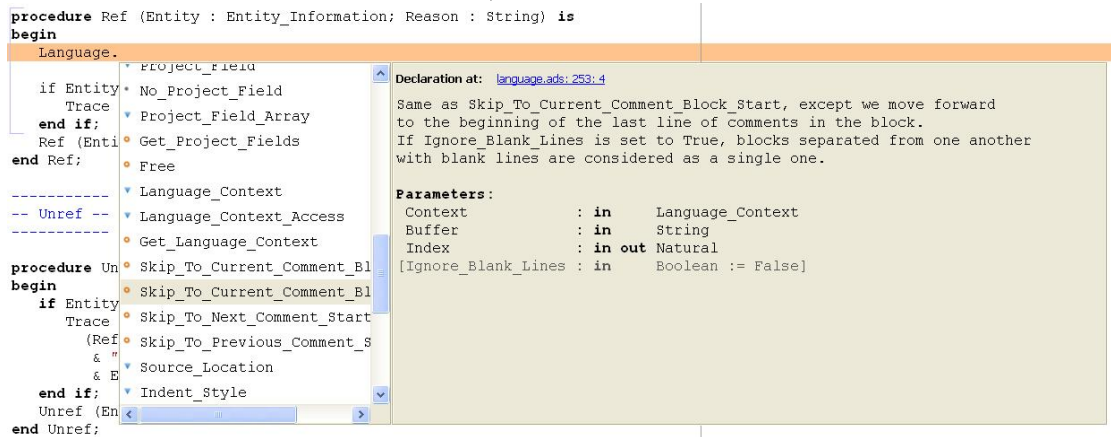 procedure Ref (Entity : Entity_Information; Reason : String) is
begin
Language.
if Entity
Trace
end if;
Ref (Enti
end Ref;
-----------
-- Unref --
-----------
procedure Un
begin
if Entity
Trace
(Ref
& "
& E
end if;
Unref (En
end Unref;
Project_Field
No_Project_Field
Project_Field_Array
Get_Project_Fields
Free
Language_Context
Language_Context_Access
Get_Language_Context
Skip_To_Current_Comment_Bl
Skip_To_Current_Comment_Bl
Skip_To_Next_Comment_Start
Skip_To_Previous_Comment_S
Source_Location
Indent_Style
Declaration at: language.ads: 253: 4
Same as Skip_To_Current_Comment_Block_Start, except we move forward
to the beginning of the last line of comments in the block.
If Ignore_Blank_Lines is set to True, blocks separated from one another
with blank lines are considered as a single one.
Parameters:
Context : in Language_Context
Buffer : in String
Index : in out Natural
[Ignore_Blank_Lines : in Boolean := False]